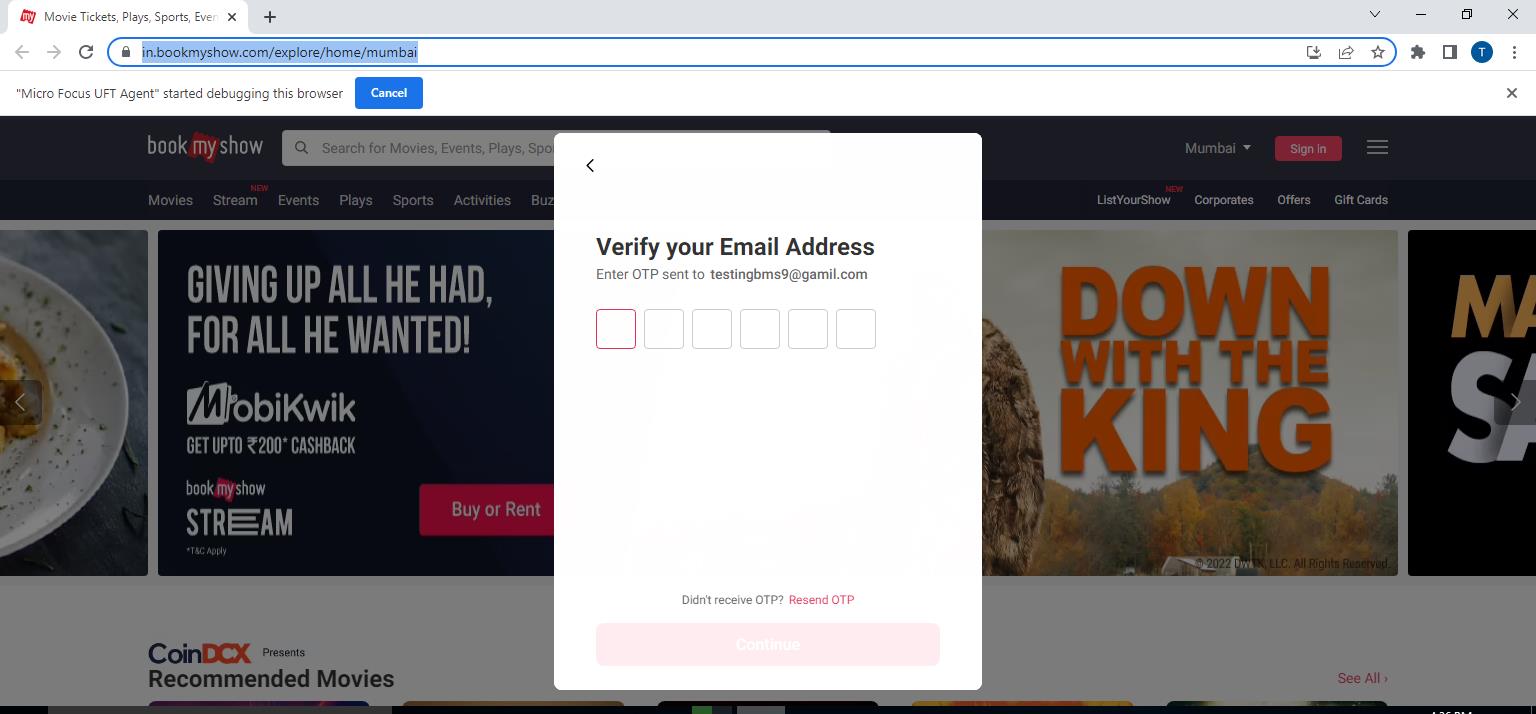 Movie Tickets, Plays, Sports, Even
in.bookmyshow.com/explore/home/mumbai
T
"Micro Focus UFT Agent" started debugging this browser
Cancel
book my show
Search for Movies, Events, Plays, Spo
Mumbai
Sign in
Movies
Stream
NEW
Events
Plays
Sports
Activities
Buz
ListYourShow
NEW
Corporates
Offers
Gift Cards
GIVING UP ALL HE HAD,
FOR ALL HE WANTED!
MobiKwik
GET UPTO ₹200* CASHBACK
book my show
STREAM
*T&C Apply
Buy or Rent
Verify your Email Address
Enter OTP sent to testingbms9@gamil.com
Didn't receive OTP? Resend OTP
Continue
DOWN
WITH THE
KING
© 2022 DWTK, LLC. All Rights Reserved.
MA
SA
CoinDCX Presents
Recommended Movies
See All ›